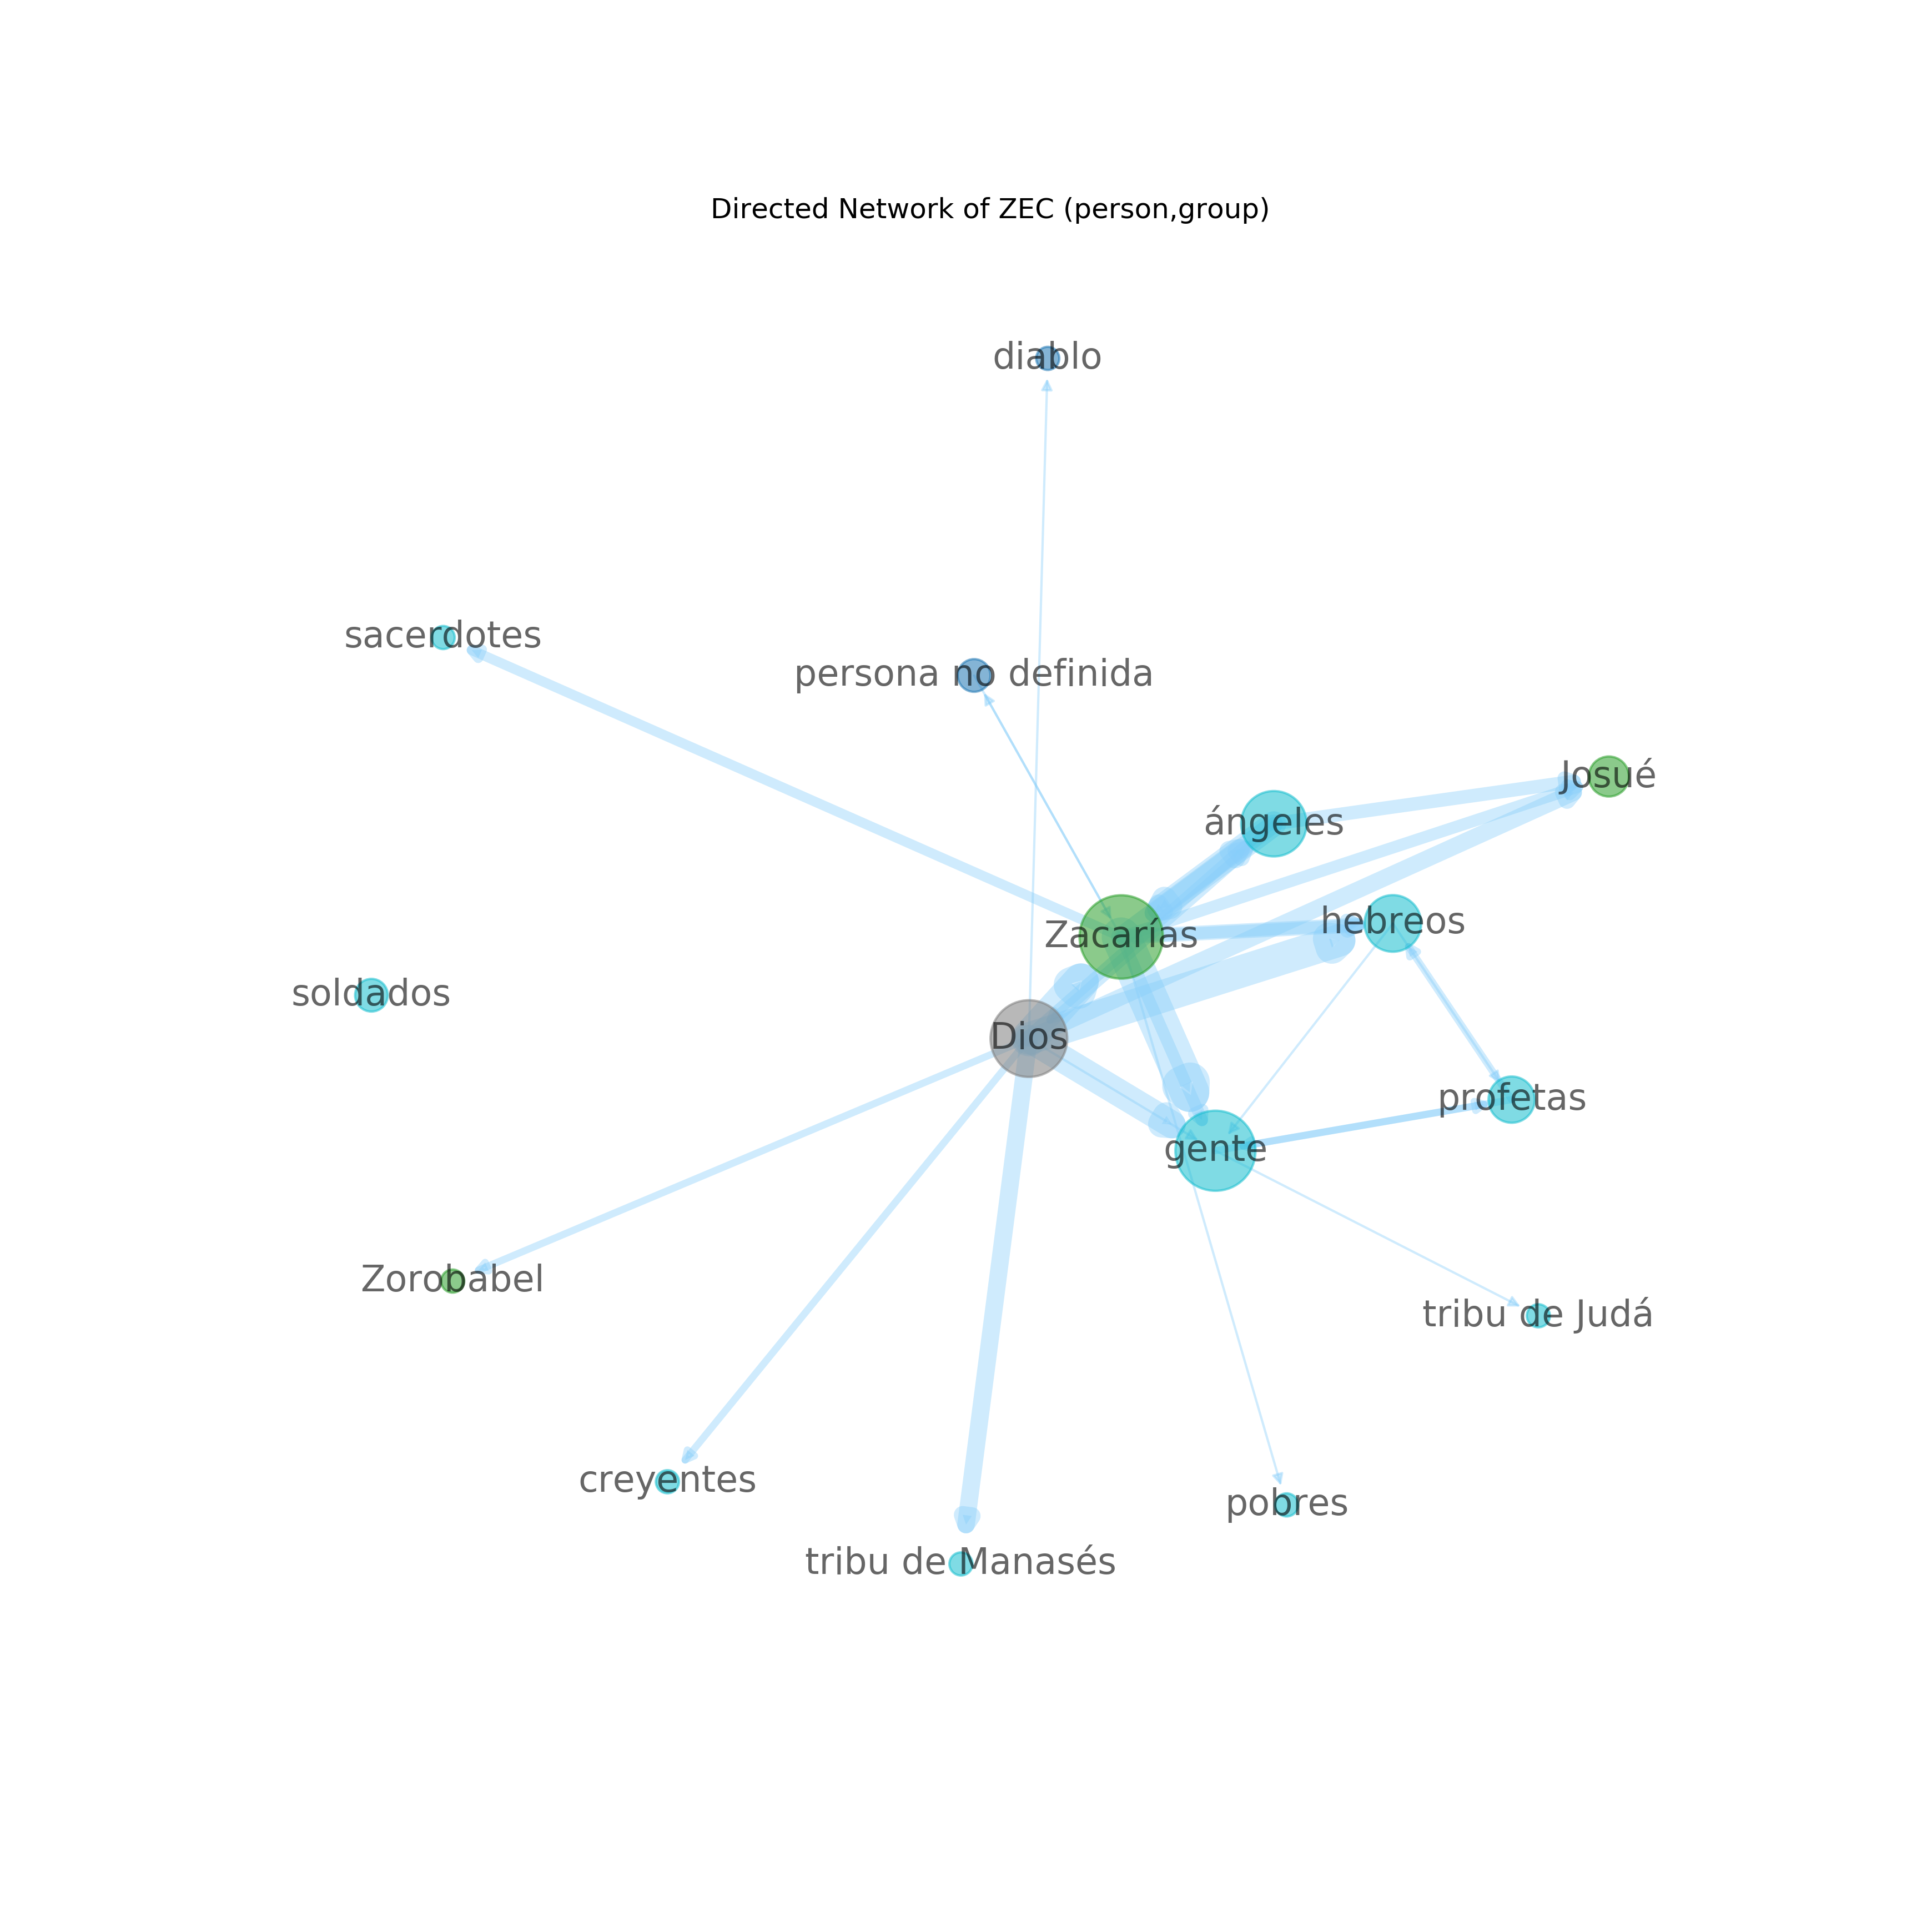 Directed Network of ZEC (person,group)
diablo
sacerdotes
persona no definida
Josué
ángeles
hebreos
Zacarías
soldados
Dios
profetas
gente
Zorobabel
tribu de Judá
creyentes
pobres
tribu de Manasés